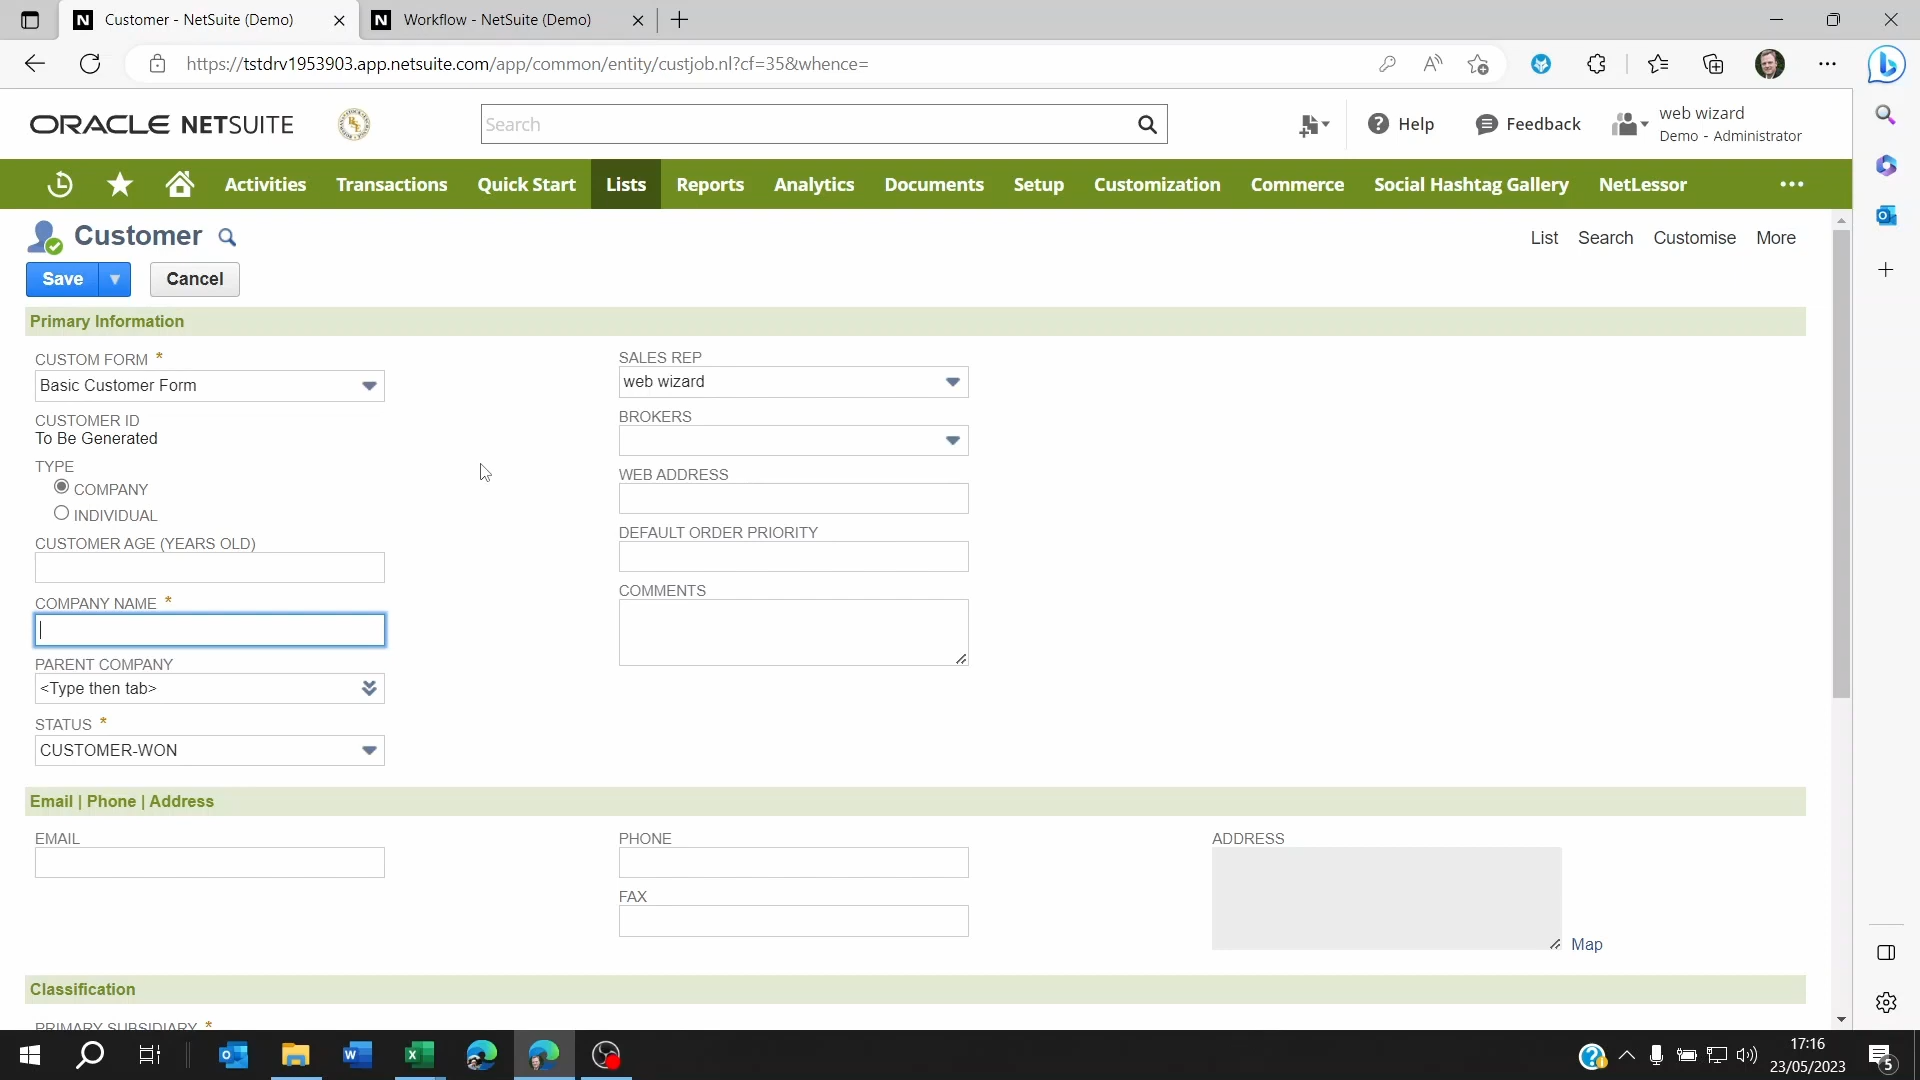 Customer - NetSuite (Demo)
Workflow - NetSuite (Demo)
https://tstdrv1953903.app.netsuite.com/app/common/entity/custjob.nl?cf=35&whence=
ORACLE NETSUITE
Search
Help
Feedback
web wizard
Demo - Administrator
Activities Transactions Quick Start Lists Reports Analytics Documents Setup Customization Commerce Social Hashtag Gallery NetLessor
Customer
List Search Customise More
Save
Cancel
Primary Information
CUSTOM FORM *
Basic Customer Form
CUSTOMER ID
To Be Generated
TYPE
COMPANY
INDIVIDUAL
CUSTOMER AGE (YEARS OLD)
COMPANY NAME *
PARENT COMPANY
<Type then tab>
STATUS *
CUSTOMER-WON
SALES REP
web wizard
BROKERS
WEB ADDRESS
DEFAULT ORDER PRIORITY
COMMENTS
Email | Phone | Address
EMAIL
PHONE
FAX
ADDRESS
Map
Classification
PRIMARY SUBSIDIARY *
17:16
23/05/2023
5